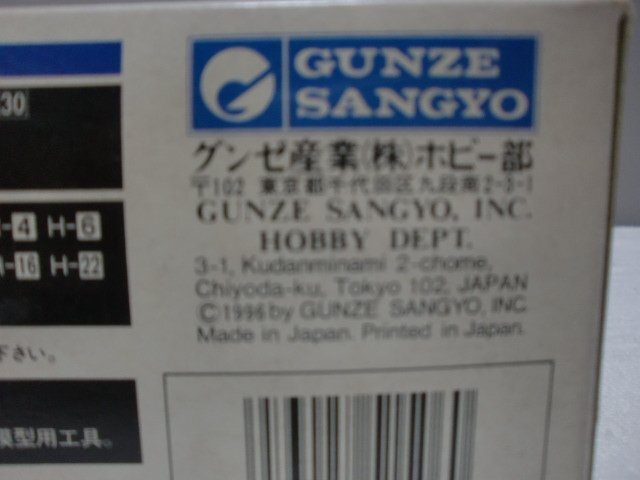 GUNZE
SANGYO
グンゼ産業(株)ホビー部
〒102 東京都千代田区九段南2-3-1
GUNZE SANGYO, INC.
HOBBY DEPT.
3-1, Kudanminami 2-chome,
Chiyoda-ku, Tokyo 102, JAPAN
©1996 by GUNZE SANGYO, INC
Made in Japan. Printed in Japan.
30
4 H-6
16 H-22
下さい。
模型用工具。